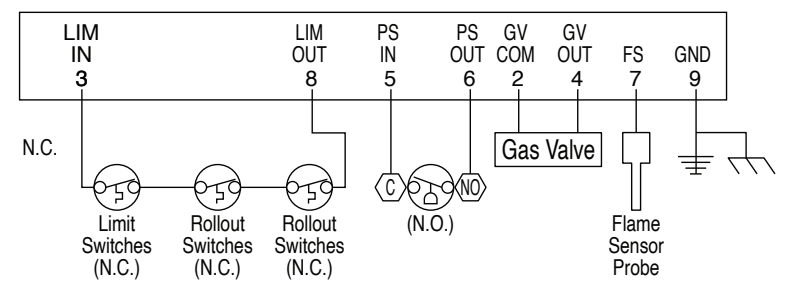 LIM IN 3
LIM OUT 8
PS IN 5
PS OUT 6
GV COM 2
GV OUT 4
FS 7
GND 9
N.C.
Gas Valve
C
NO
Limit Switches (N.C.)
Rollout Switches (N.C.)
Rollout Switches (N.C.)
(N.O.)
Flame Sensor Probe